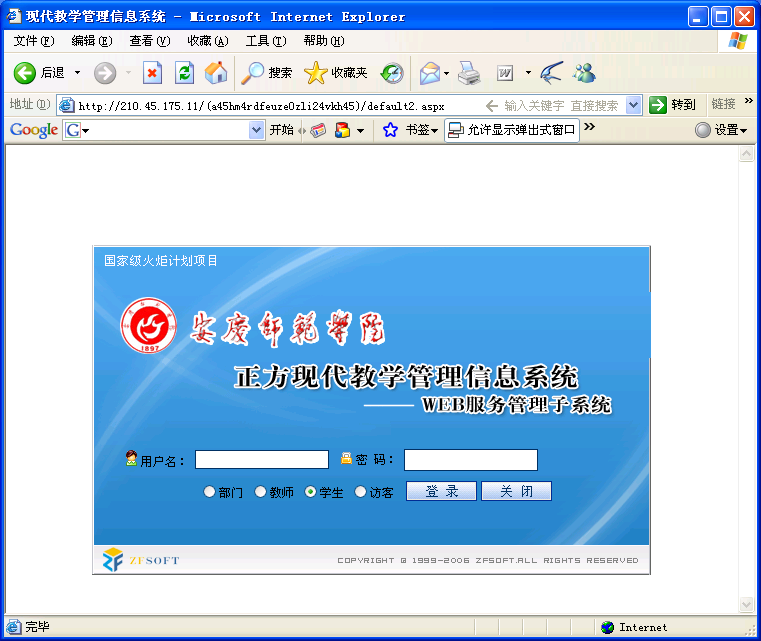 现代教学管理信息系统 - Microsoft Internet Explorer
文件(F) 编辑(E) 查看(V) 收藏(A) 工具(T) 帮助(H)
后退 搜索 收藏夹
地址(D) http://210.45.175.11/(a45hm4rdfeuze0zli24vkh45)/default2.aspx 输入关键字 直接搜索 转到 链接 »
Google G 开始 书签 允许显示弹出式窗口 » 设置
国家级火炬计划项目
安庆师范学院
1897
正方现代教学管理信息系统
—— WEB服务管理子系统
用户名: 密 码:
部门 教师 学生 访客 登 录 关 闭
ZFSOFT COPYRIGHT @ 1999-2006 ZFSOFT.ALL RIGHTS RESERVED
完毕 Internet